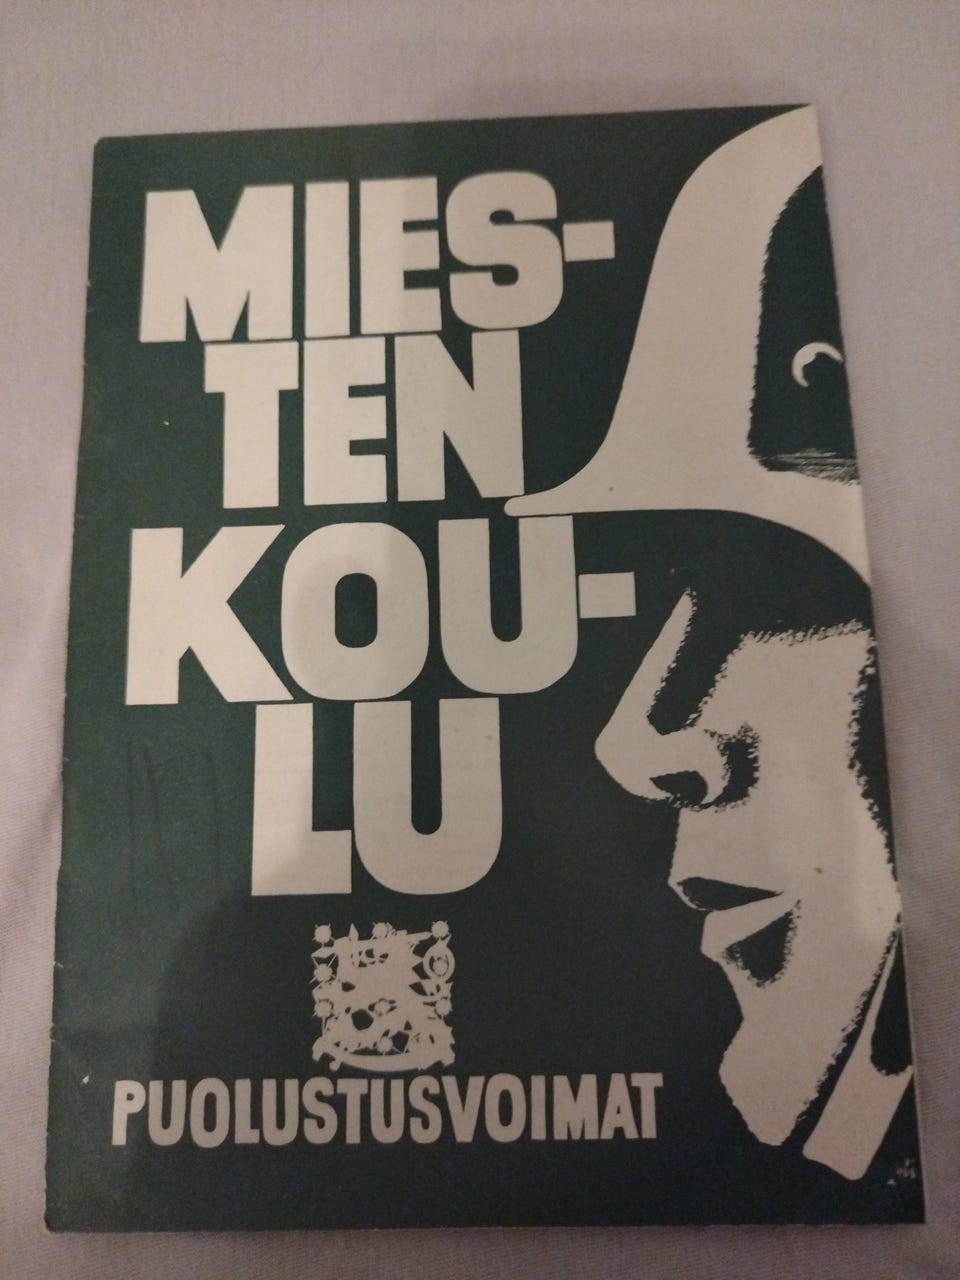 MIES-
TEN
KOU-
LU
PUOLUSTUSVOIMAT